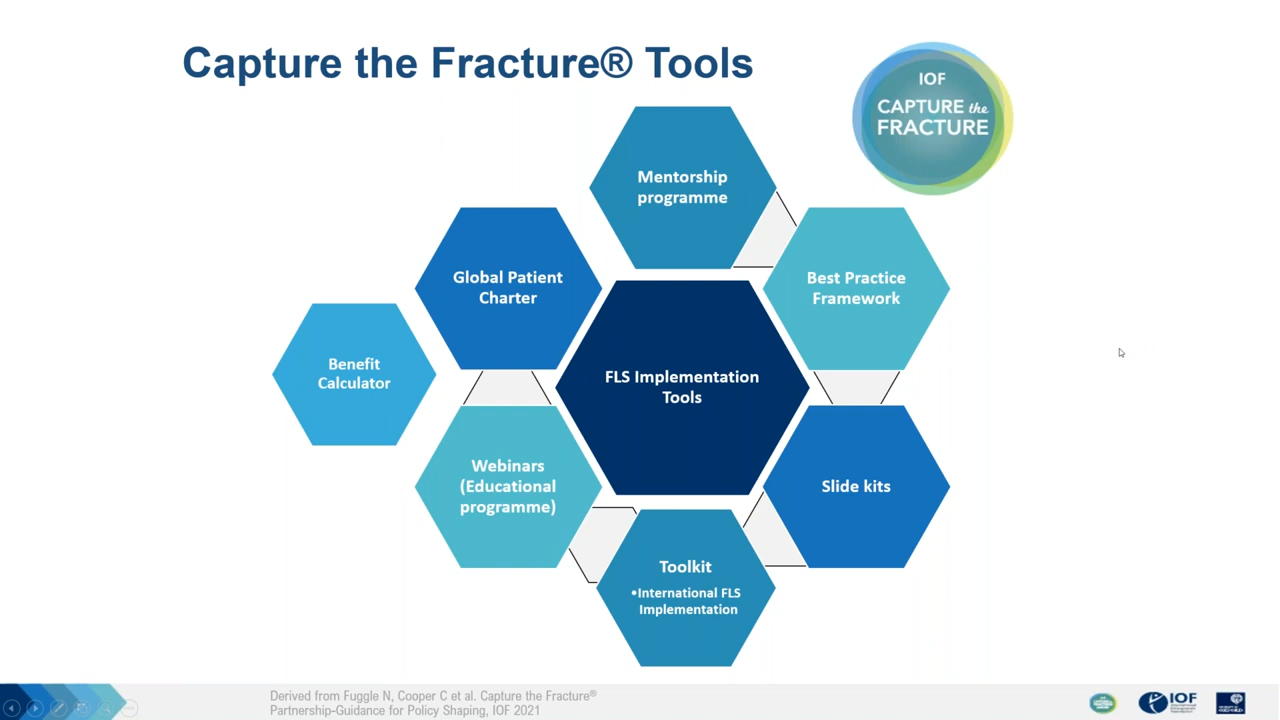 Capture the Fracture® Tools
IOF
CAPTURE the
FRACTURE
Mentorship
programme
Global Patient
Charter
Best Practice
Framework
Benefit
Calculator
FLS Implementation
Tools
Webinars
(Educational
programme)
Slide kits
Toolkit
•International FLS
Implementation
Derived from Fuggle N, Cooper C et al. Capture the Fracture®
Partnership-Guidance for Policy Shaping, IOF 2021
IOF